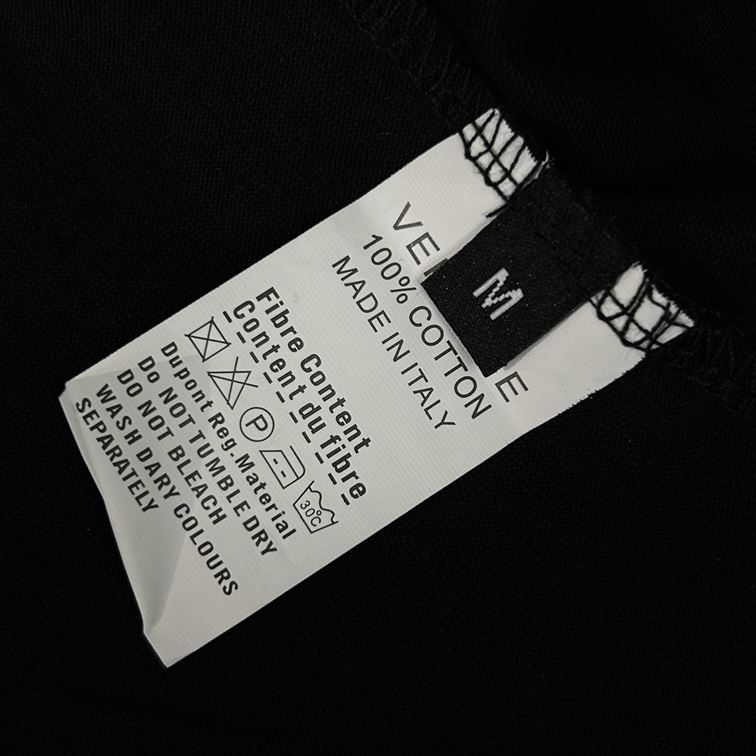 M
100% COTTON
MADE IN ITALY
Fibre Content
Content du fibre
P
30°C
Dupont Reg.Material
Do NOT TUMBLE DRY
DO NOT BLEACH
WASH DARY COLOURS
SEPARATELY